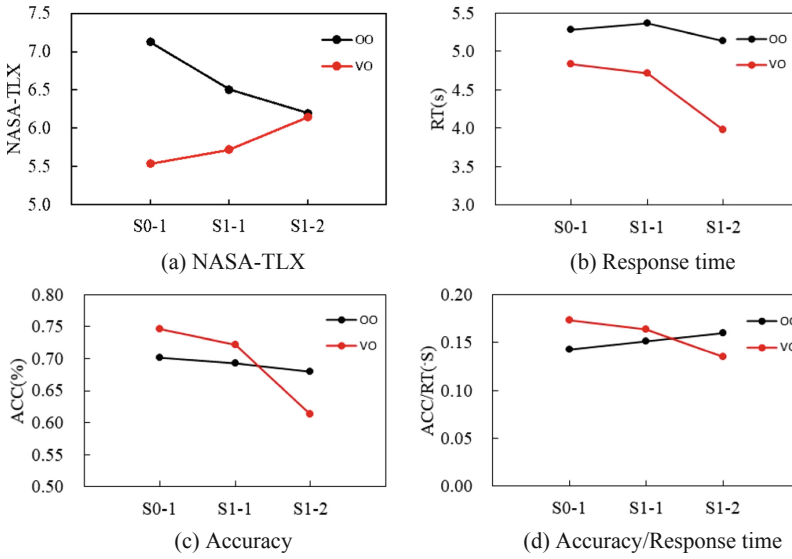 7.5
7.0
6.5
6.0
5.5
5.0
NASA-TLX
OO
VO
S0-1 S1-1 S1-2
(a) NASA-TLX
5.5
5.0
4.5
4.0
3.5
3.0
RT(s)
OO
VO
S0-1 S1-1 S1-2
(b) Response time
0.80
0.75
0.70
0.65
0.60
0.55
0.50
ACC(%)
OO
VO
S0-1 S1-1 S1-2
(c) Accuracy
0.20
0.15
0.10
0.05
0.00
ACC/RT(·S)
OO
VO
S0-1 S1-1 S1-2
(d) Accuracy/Response time